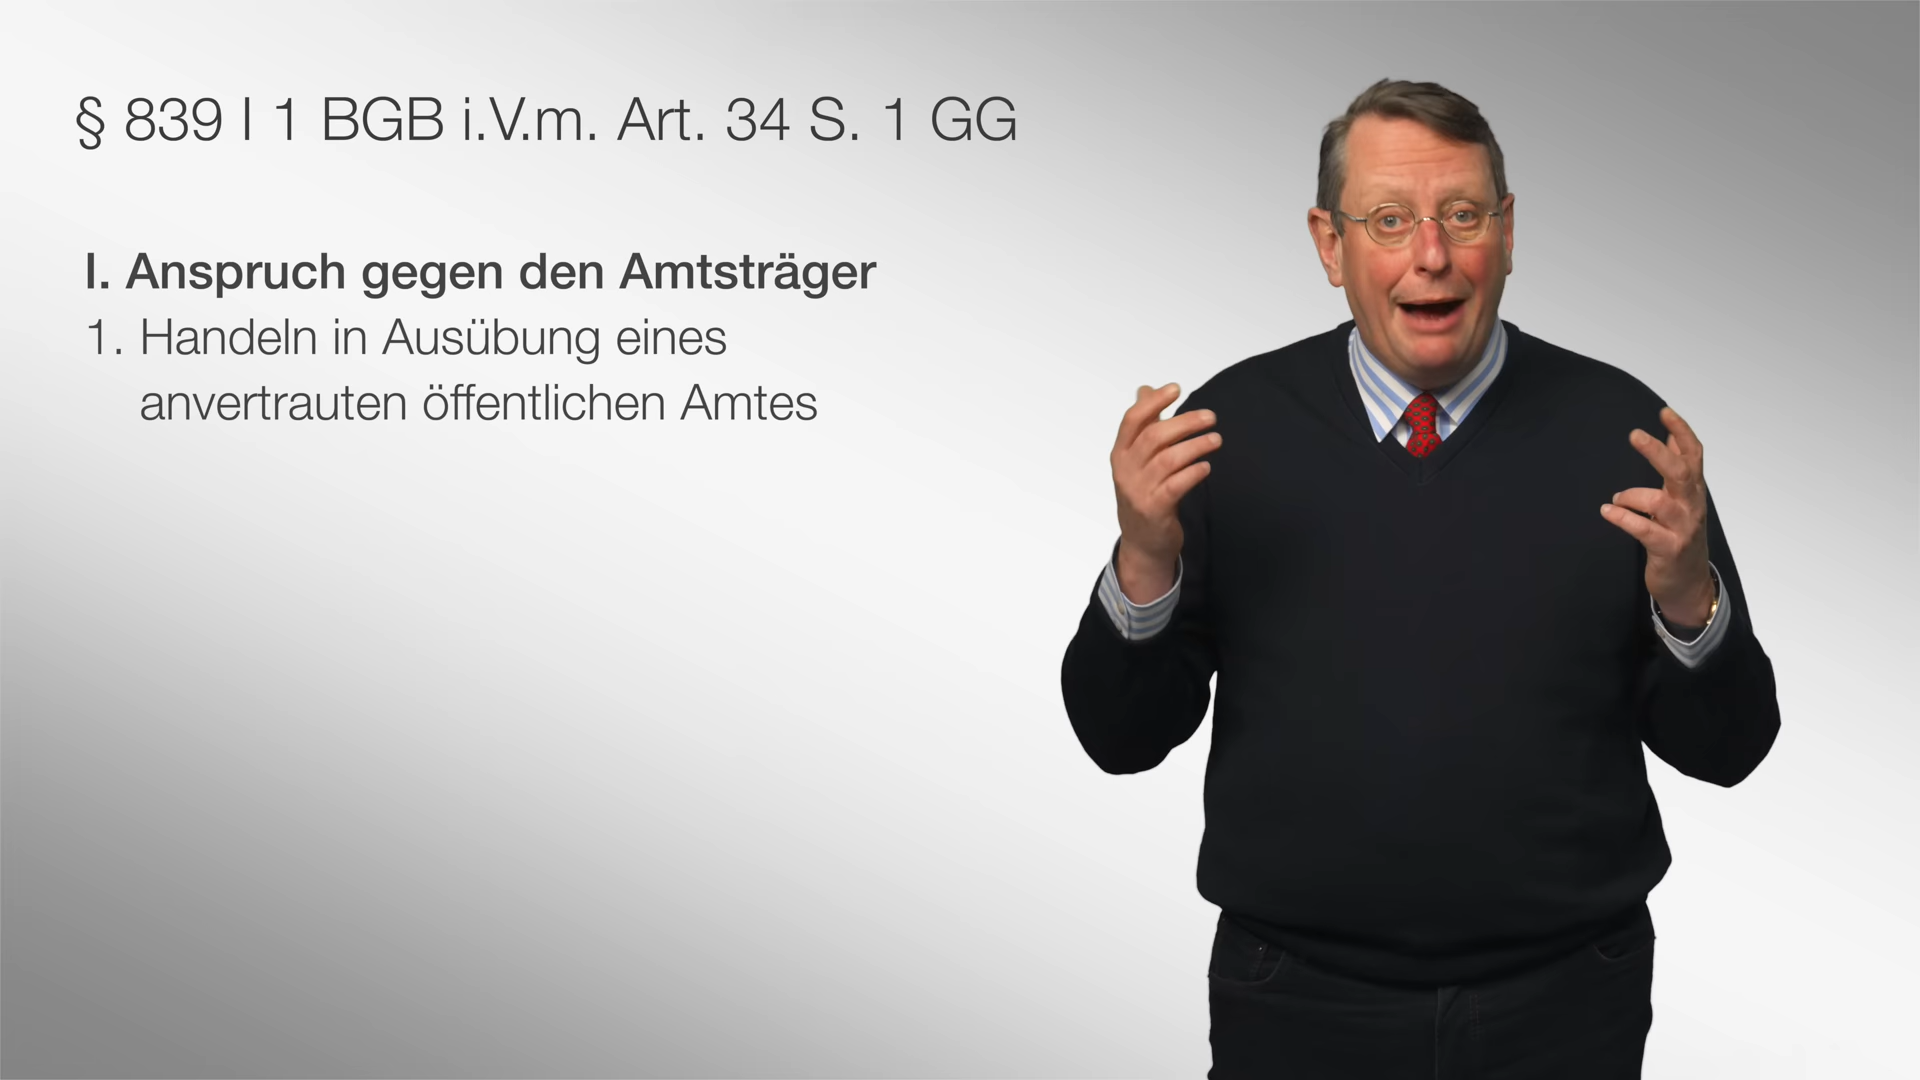 § 839 I 1 BGB i.V.m. Art. 34 S. 1 GG
I. Anspruch gegen den Amtsträger
1. Handeln in Ausübung eines
anvertrauten öffentlichen Amtes